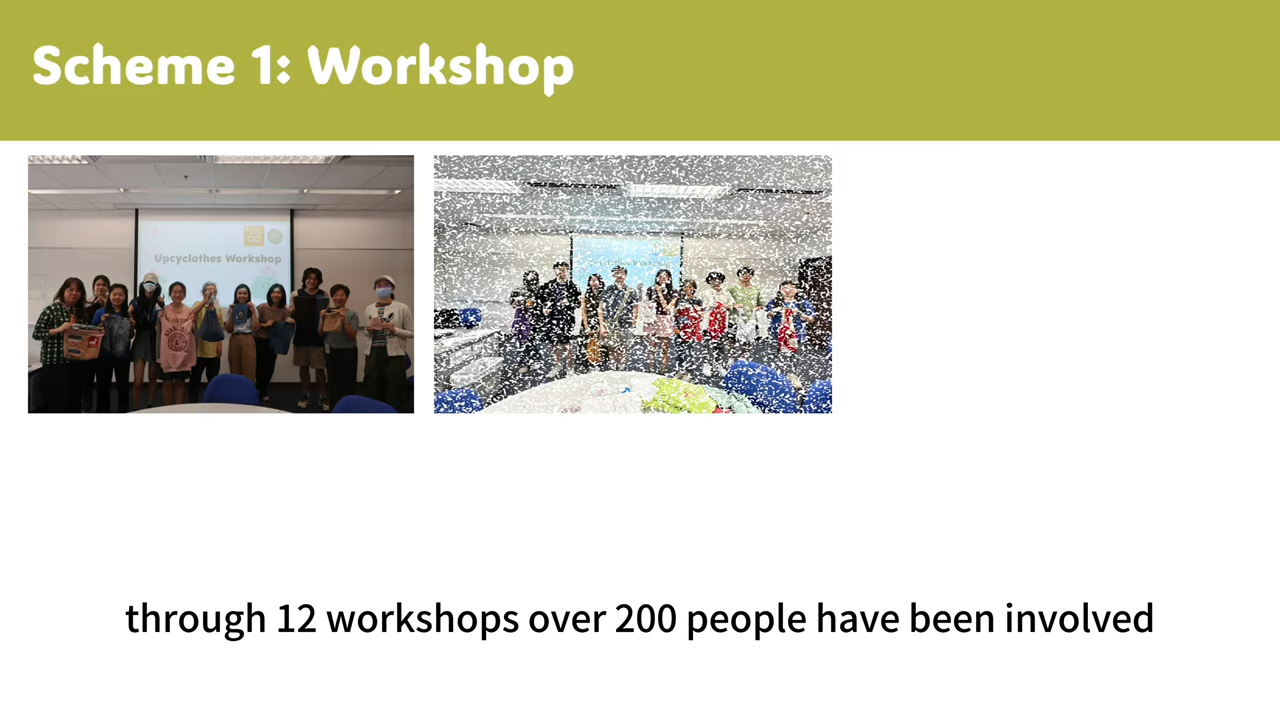 Scheme 1: Workshop
Upcyclothes Workshop
through 12 workshops over 200 people have been involved